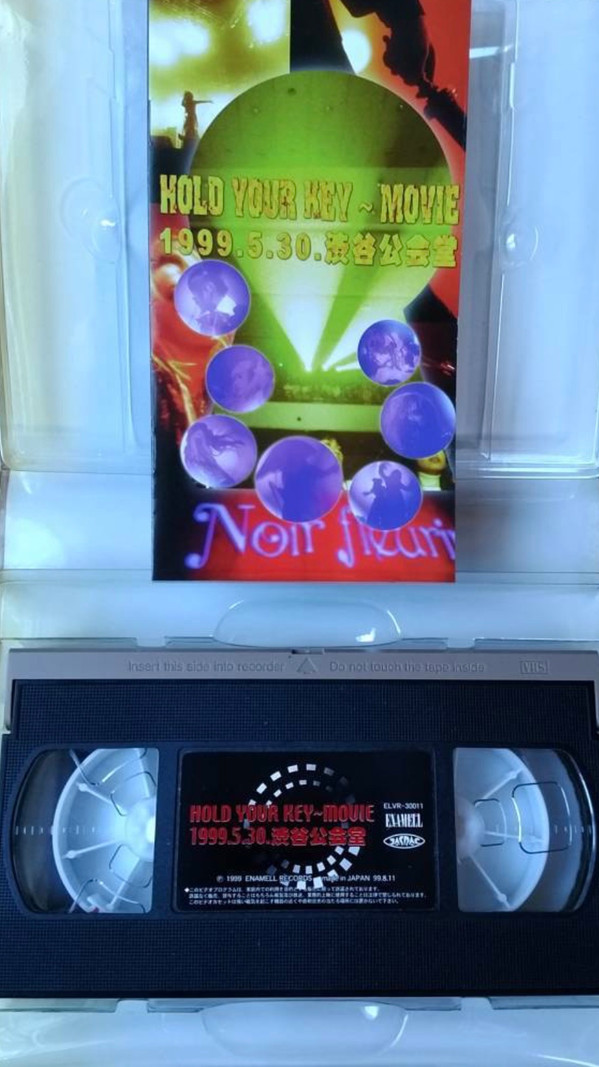 HOLD YOUR KEY ~ MOVIE
1999.5.30.渋谷公会堂
Noir fleurir
Insert this side into recorder Do not touch the tape inside VHS
HOLD YOUR KEY~MOVIE
1999.5.30.渋谷公会堂
ELVR-30011
ENAMELL
JASRAC
℗ 1999 ENAMELL RECORDS Made in JAPAN 99.8.11